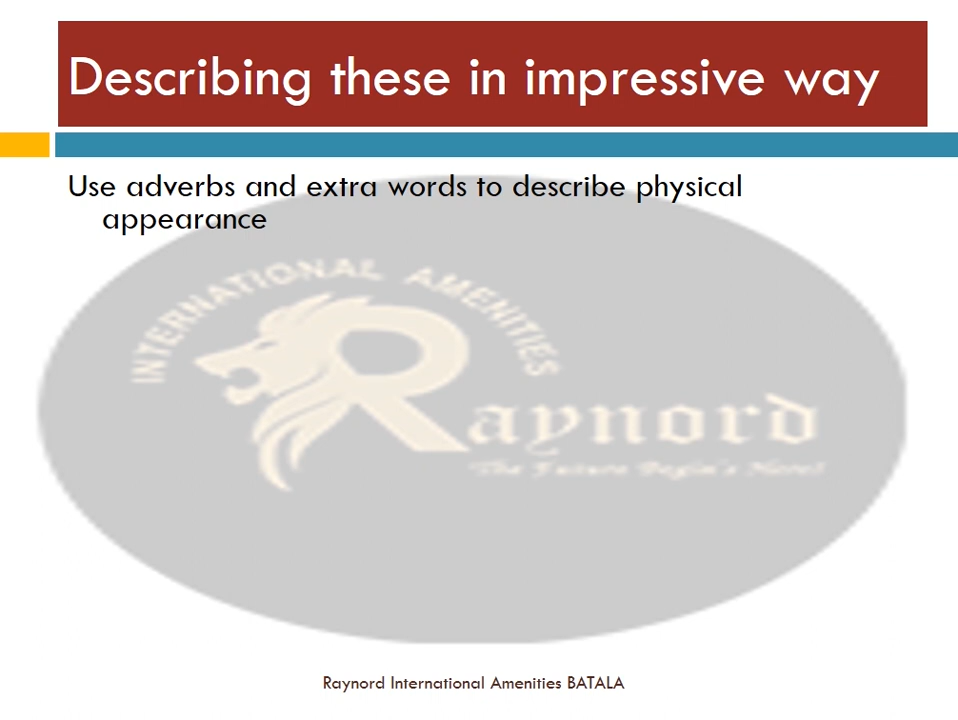 Describing these in impressive way
Use adverbs and extra words to describe physical
appearance
INTERNATIONAL AMENITIES
Raynord
The Future Begin's Here!
Raynord International Amenities BATALA